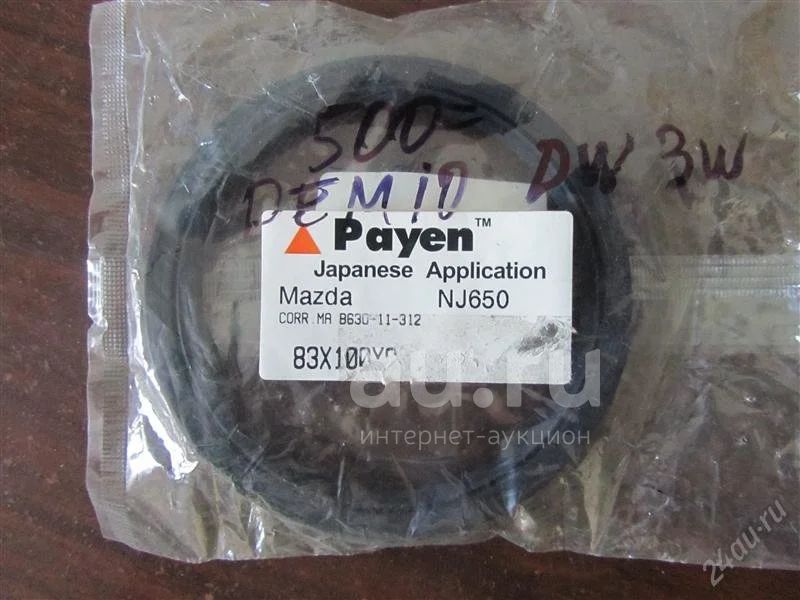 500=
DEMIO DW 3W
Payen™
Japanese Application
Mazda NJ650
CORR.MA B630-11-312
83X100X
au.ru
интернет-аукцион
24au.ru